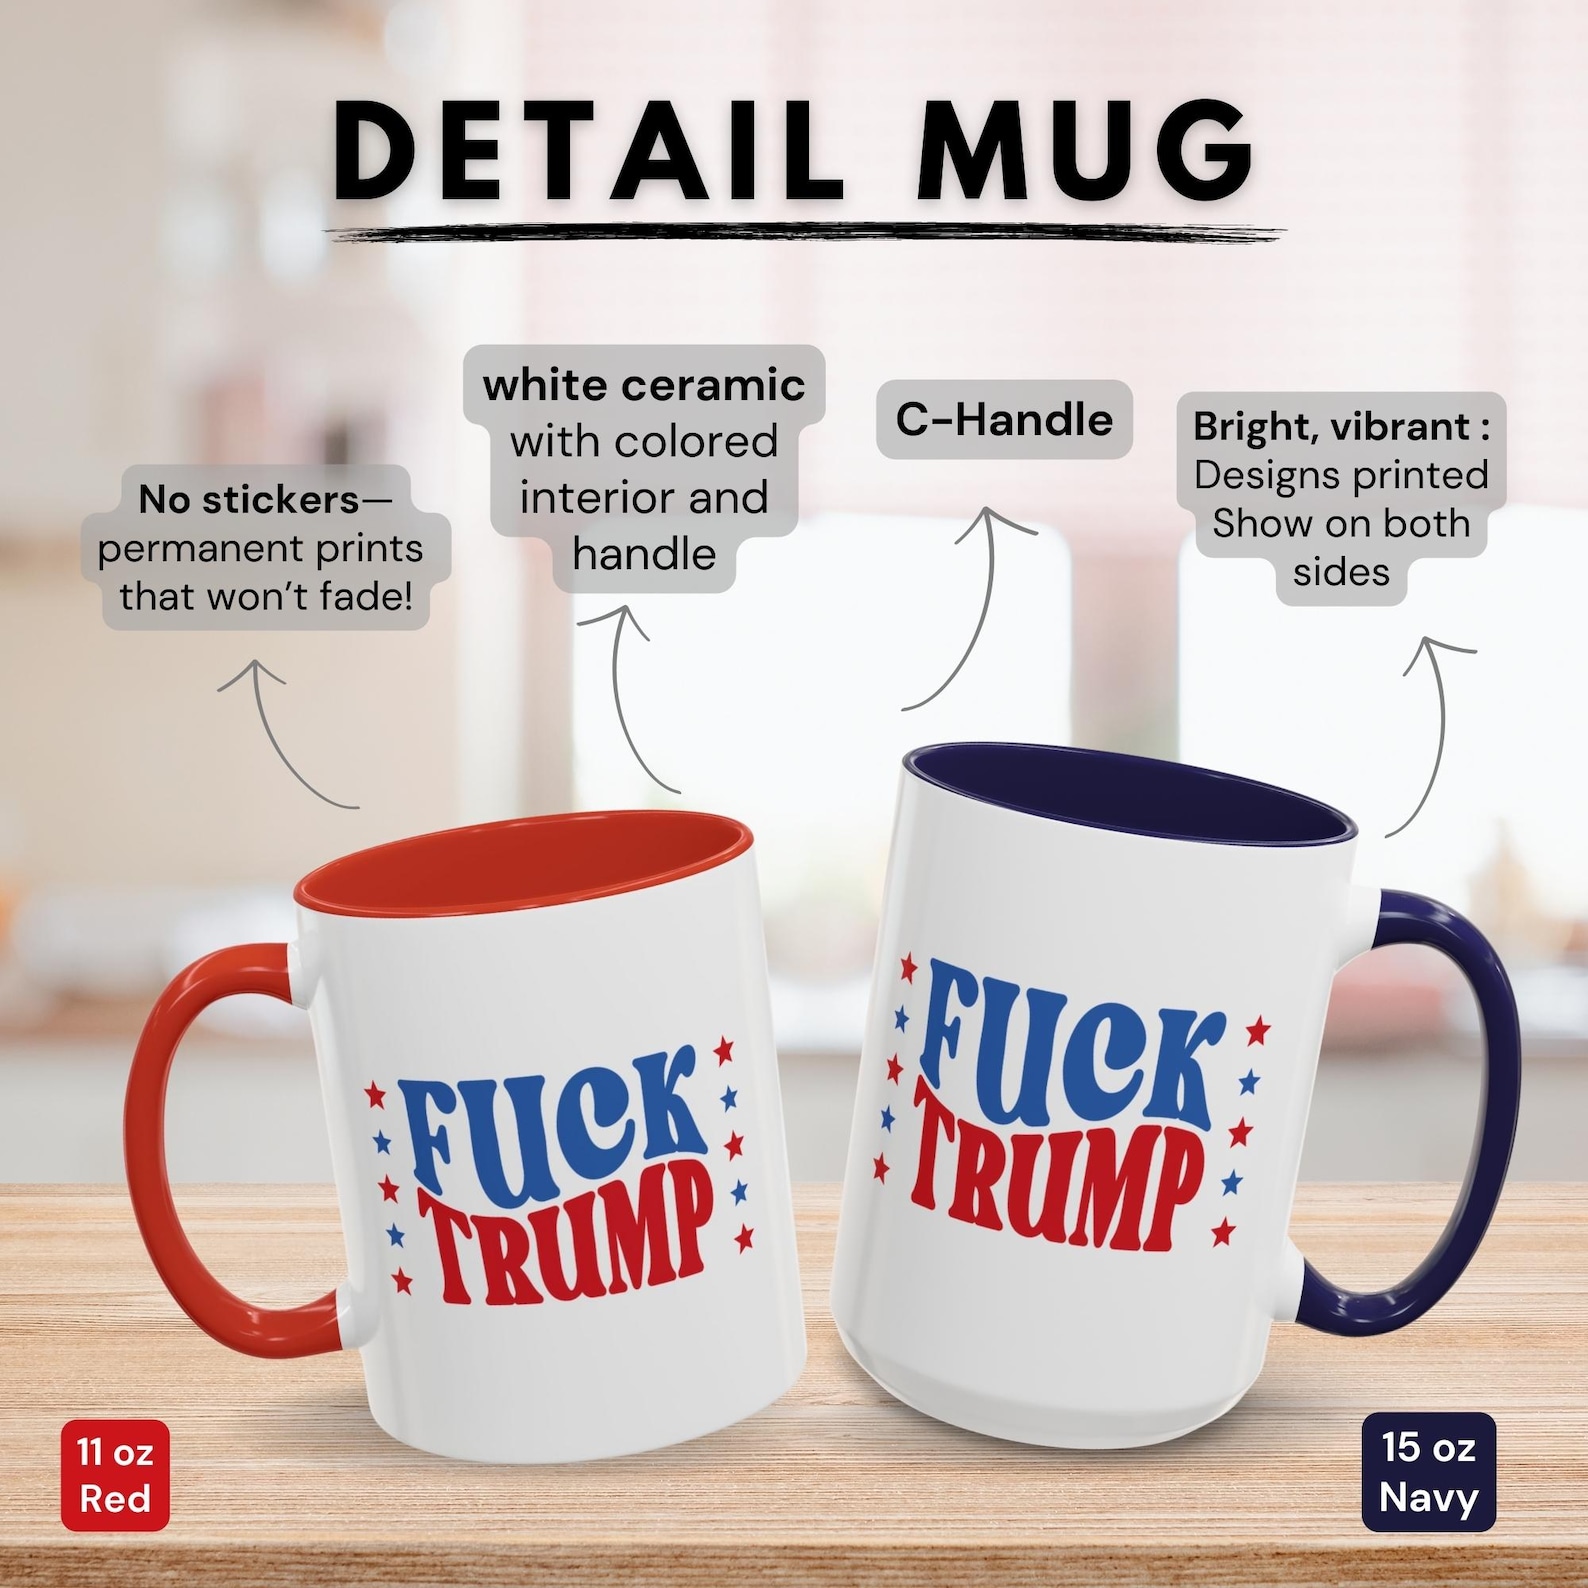 DETAIL MUG
No stickers—
permanent prints
that won’t fade!
white ceramic
with colored
interior and
handle
C-Handle
Bright, vibrant :
Designs printed
Show on both
sides
FUCK
TRUMP
FUCK
TRUMP
11 oz
Red
15 oz
Navy